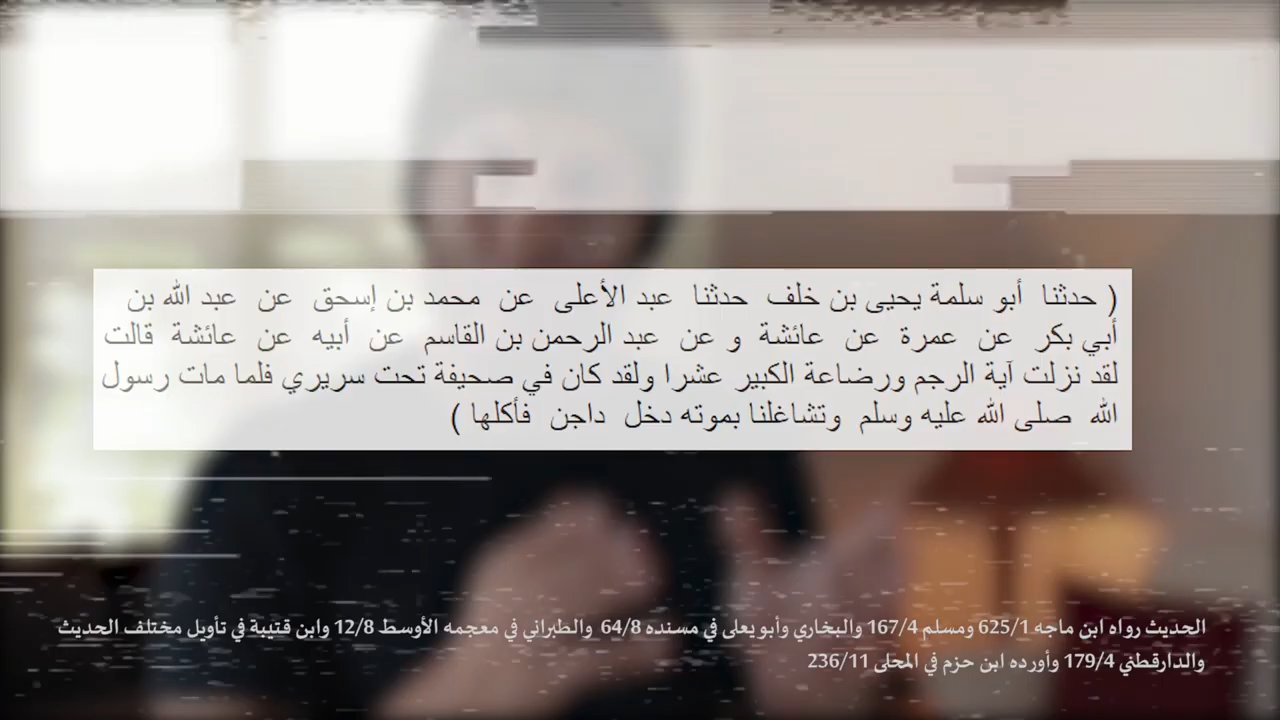 ( حدثنا أبو سلمة يحيى بن خلف حدثنا عبد الأعلى عن محمد بن إسحق عن عبد الله بن
أبي بكر عن عمرة عن عائشة و عن عبد الرحمن بن القاسم عن أبيه عن عائشة قالت
لقد نزلت آية الرجم ورضاعة الكبير عشرا ولقد كان في صحيفة تحت سريري فلما مات رسول
الله صلى الله عليه وسلم وتشاغلنا بموته دخل داجن فأكلها )
الحديث رواه ابن ماجه 625/1 ومسلم 167/4 والبخاري وأبو يعلى في مسنده 64/8 والطبراني في معجمه الأوسط 12/8 وابن قتيبة في تأويل مختلف الحديث
والدارقطني 179/4 وأورده ابن حزم في المحلى 236/11